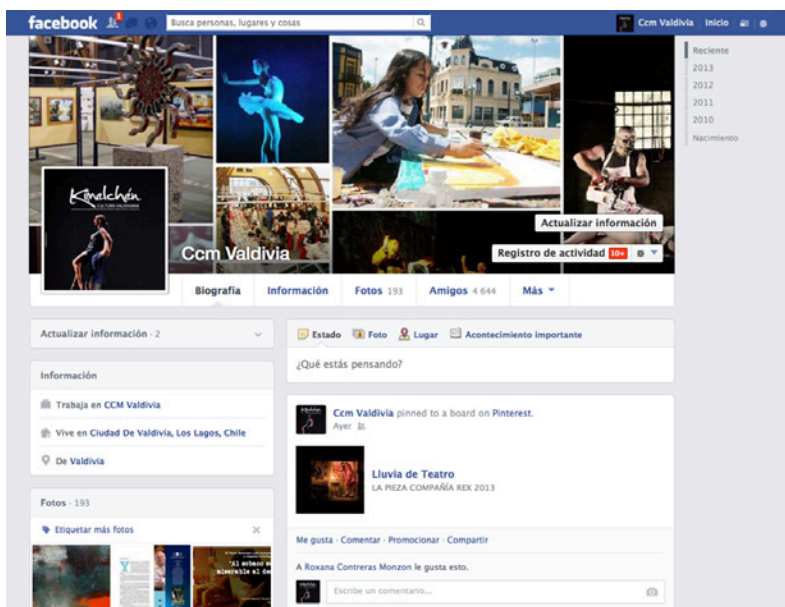 facebook
1
Busca personas, lugares y cosas
Ccm Valdivia
Inicio
Reciente
2013
2012
2011
2010
Nacimiento
Kimelchén
CULTURA VALDIVIANA
Actualizar información
Ccm Valdivia
Registro de actividad 10+
Biografía
Información
Fotos 193
Amigos 4 644
Más
Actualizar información · 2
Estado
Foto
Lugar
Acontecimiento importante
¿Qué estás pensando?
Información
Trabaja en CCM Valdivia
Vive en Ciudad De Valdivia, Los Lagos, Chile
De Valdivia
Ccm Valdivia pinned to a board on Pinterest.
Ayer
Lluvia de Teatro
LA PIEZA COMPAÑÍA REX 2013
Fotos · 193
Etiquetar más fotos
Me gusta · Comentar · Promocionar · Compartir
A Roxana Contreras Monzon le gusta esto.
Escribe un comentario...